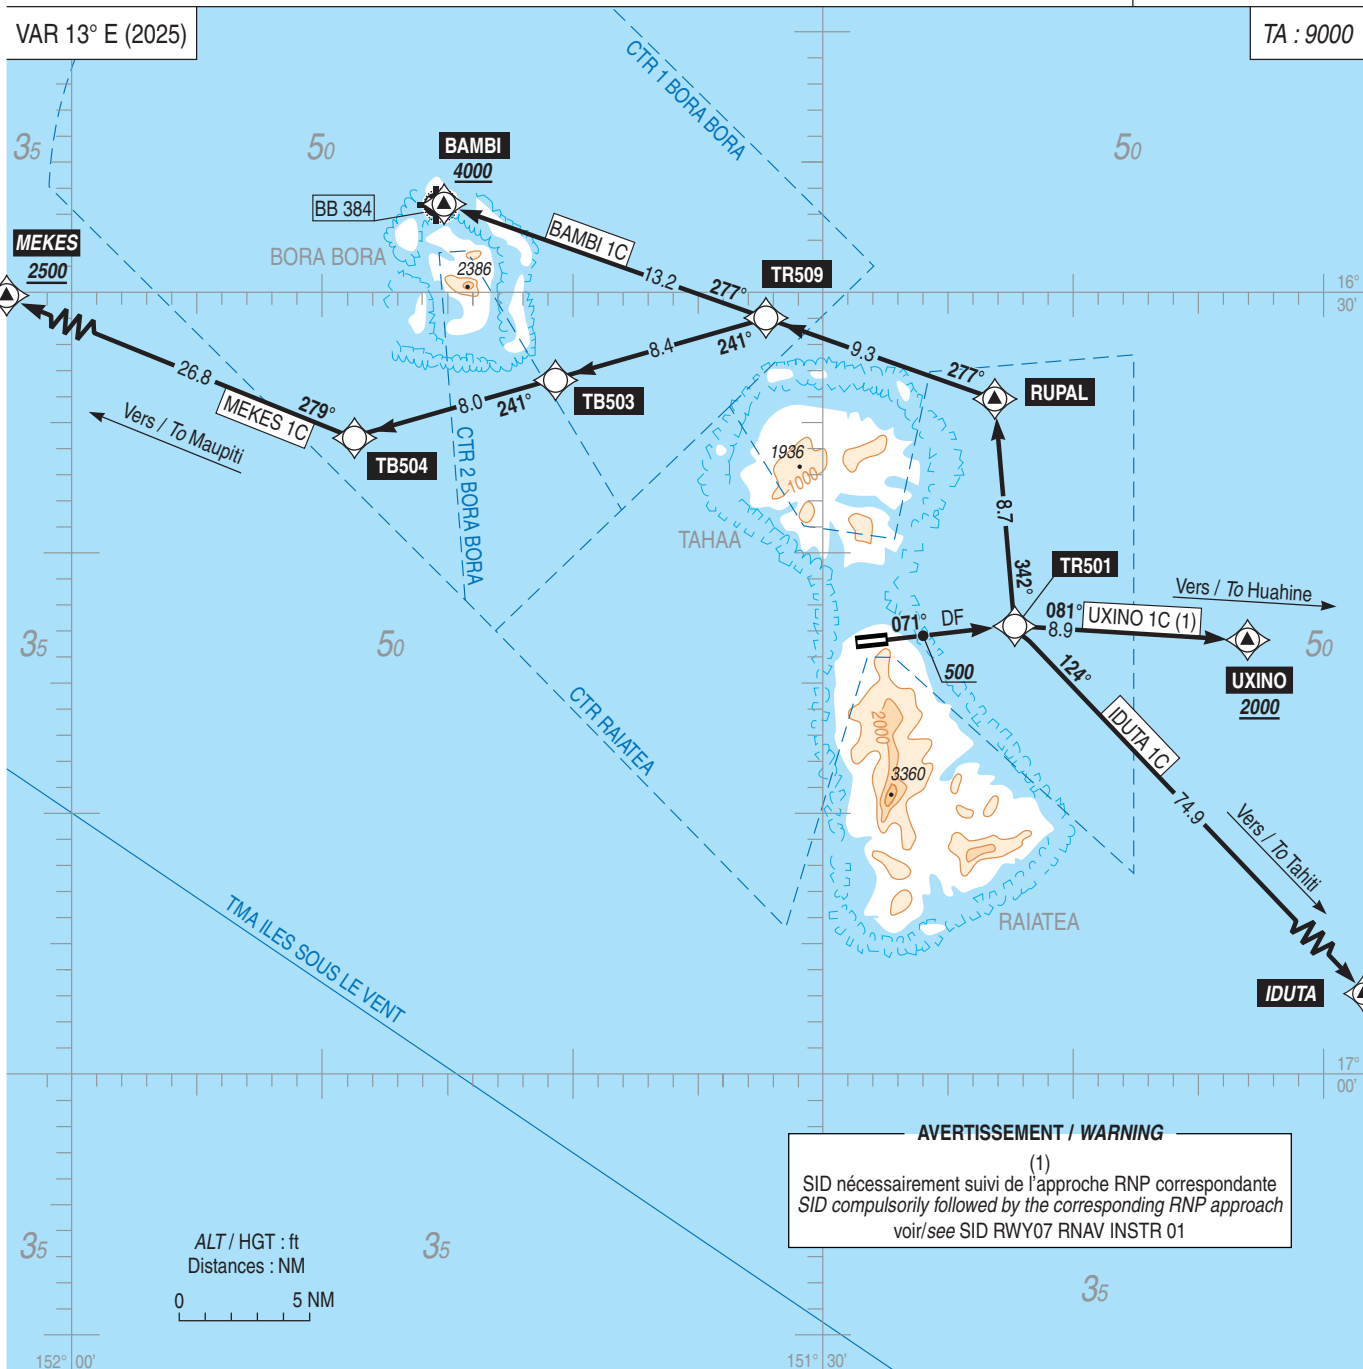 VAR 13° E (2025)
TA : 9000
CTR 1 BORA BORA
35
50
50
BAMBI
4000
BB 384
MEKES
2500
BORA BORA
2386
BAMBI 1C
13.2
277°
TR509
16°
30'
241°
8.4
9.3
277°
RUPAL
26.8
MEKES 1C
279°
8.0
241°
TB503
Vers / To Maupiti
TB504
CTR 2 BORA BORA
1936
1000
TAHAA
8.7
342°
TR501
Vers / To Huahine
071°
DF
081°
8.9
UXINO 1C (1)
35
50
50
500
124°
UXINO
2000
CTR RAIATEA
2000
3360
IDUTA 1C
74.9
Vers / To Tahiti
RAIATEA
TMA ILES SOUS LE VENT
IDUTA
17°
00'
AVERTISSEMENT / WARNING
(1)
SID nécessairement suivi de l'approche RNP correspondante
SID compulsorily followed by the corresponding RNP approach
voir/see SID RWY07 RNAV INSTR 01
35
35
35
ALT / HGT : ft
Distances : NM
0 5 NM
152° 00'
151° 30'